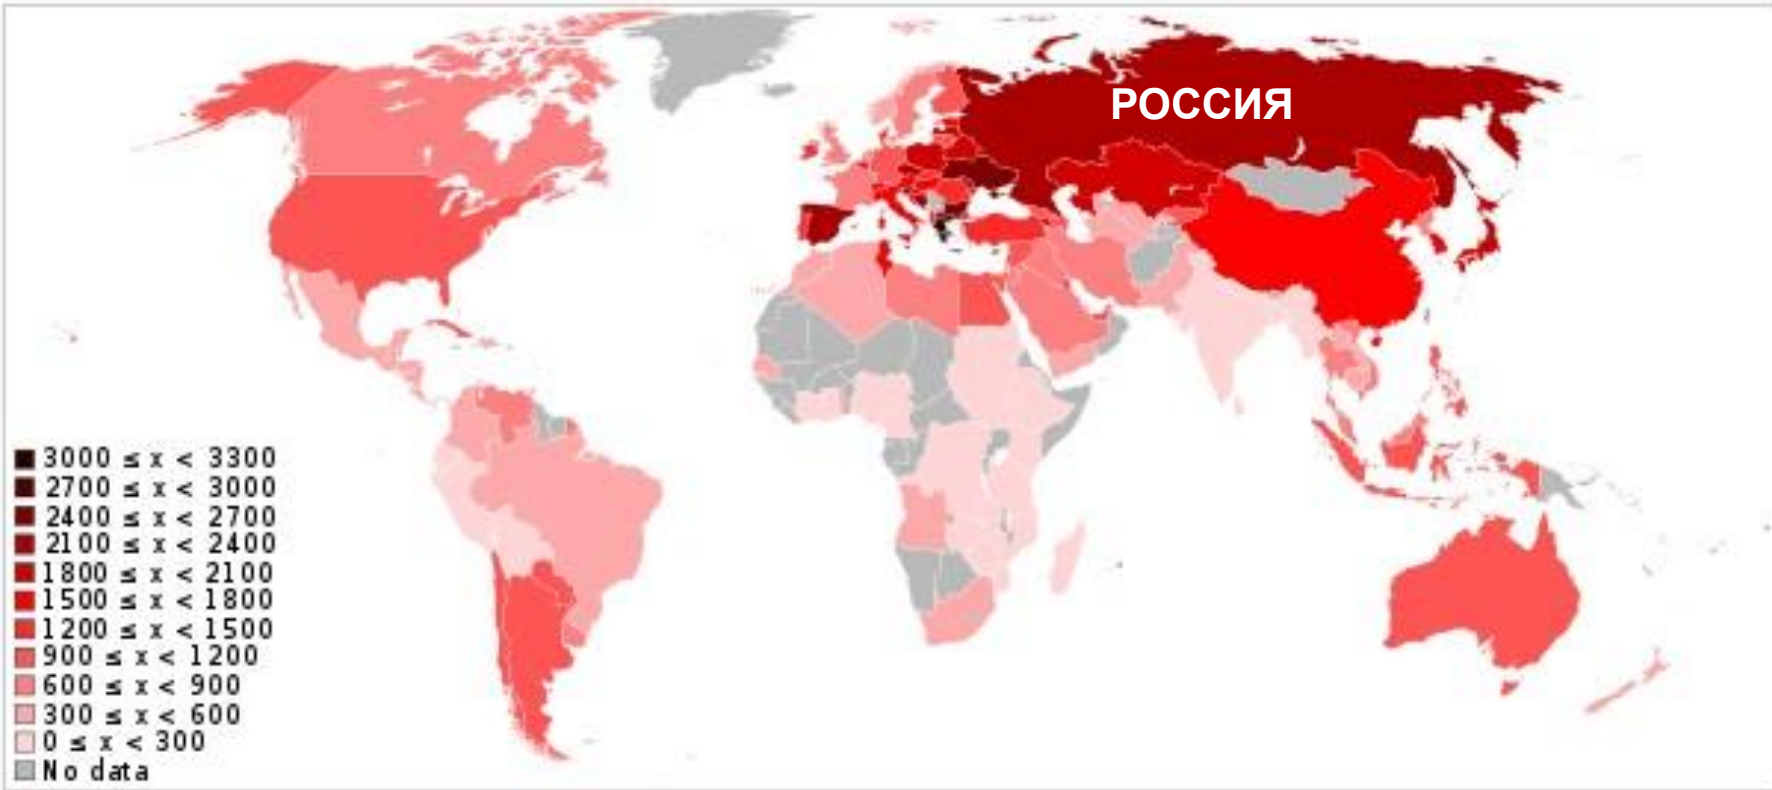 РОССИЯ
3000 ≤ x < 3300
2700 ≤ x < 3000
2400 ≤ x < 2700
2100 ≤ x < 2400
1800 ≤ x < 2100
1500 ≤ x < 1800
1200 ≤ x < 1500
900 ≤ x < 1200
600 ≤ x < 900
300 ≤ x < 600
0 ≤ x < 300
No data